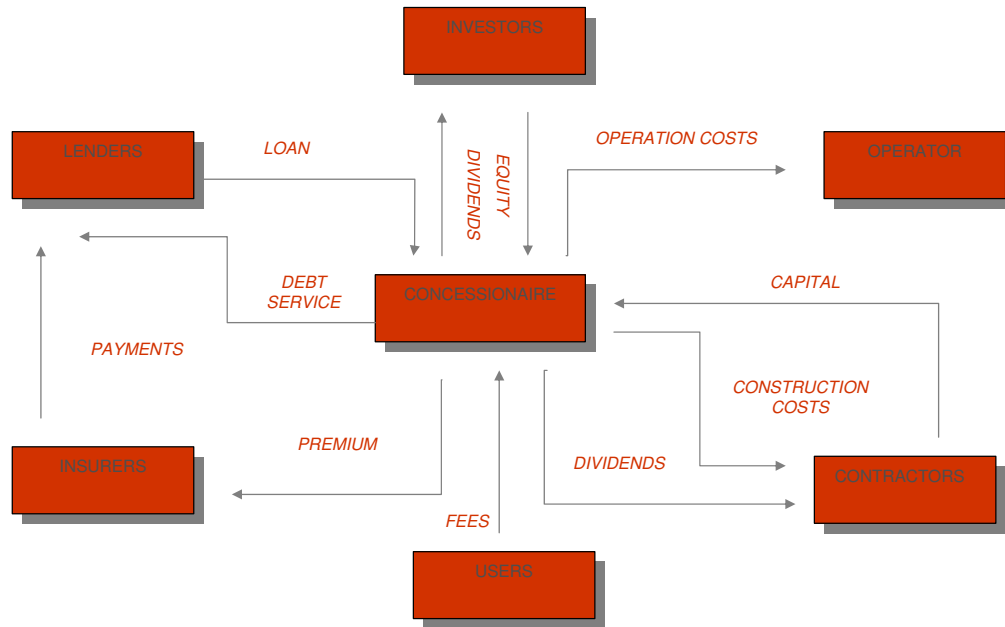 INVESTORS
LENDERS
LOAN
DIVIDENDS
EQUITY
OPERATION COSTS
OPERATOR
DEBT
SERVICE
CONCESSIONAIRE
CAPITAL
PAYMENTS
CONSTRUCTION
COSTS
INSURERS
PREMIUM
DIVIDENDS
CONTRACTORS
FEES
USERS